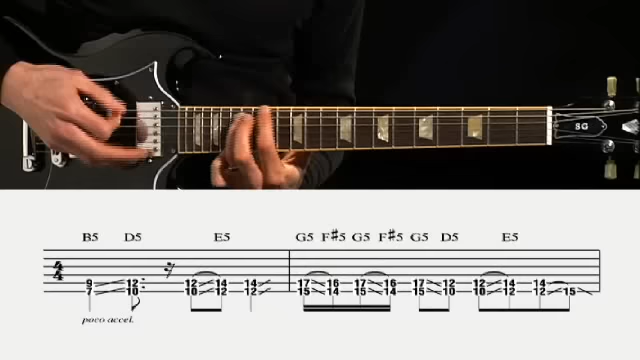 SG
B5 D5 E5 G5 F#5 G5 F#5 G5 D5 E5
4 9 12 12 14 14 17 16 17 16 17 12 12 14 14
4 7 10 10 12 12 15 14 15 14 15 10 10 12 12 15
poco accel.